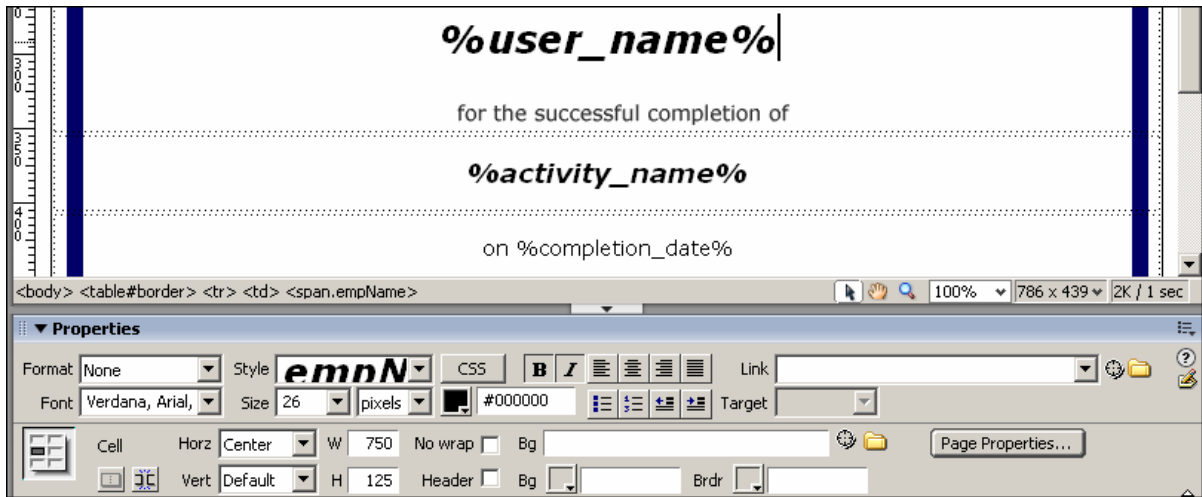 %user_name%
for the successful completion of
%activity_name%
on %completion_date%
<body> <table#border> <tr> <td> <span.empName> 100% 786 x 439 2K / 1 sec
Properties
Format None Style empN CSS B I Link
Font Verdana, Arial, Size 26 pixels #000000 Target
Cell Horz Center W 750 No wrap Bg Page Properties...
Vert Default H 125 Header Bg Brdr